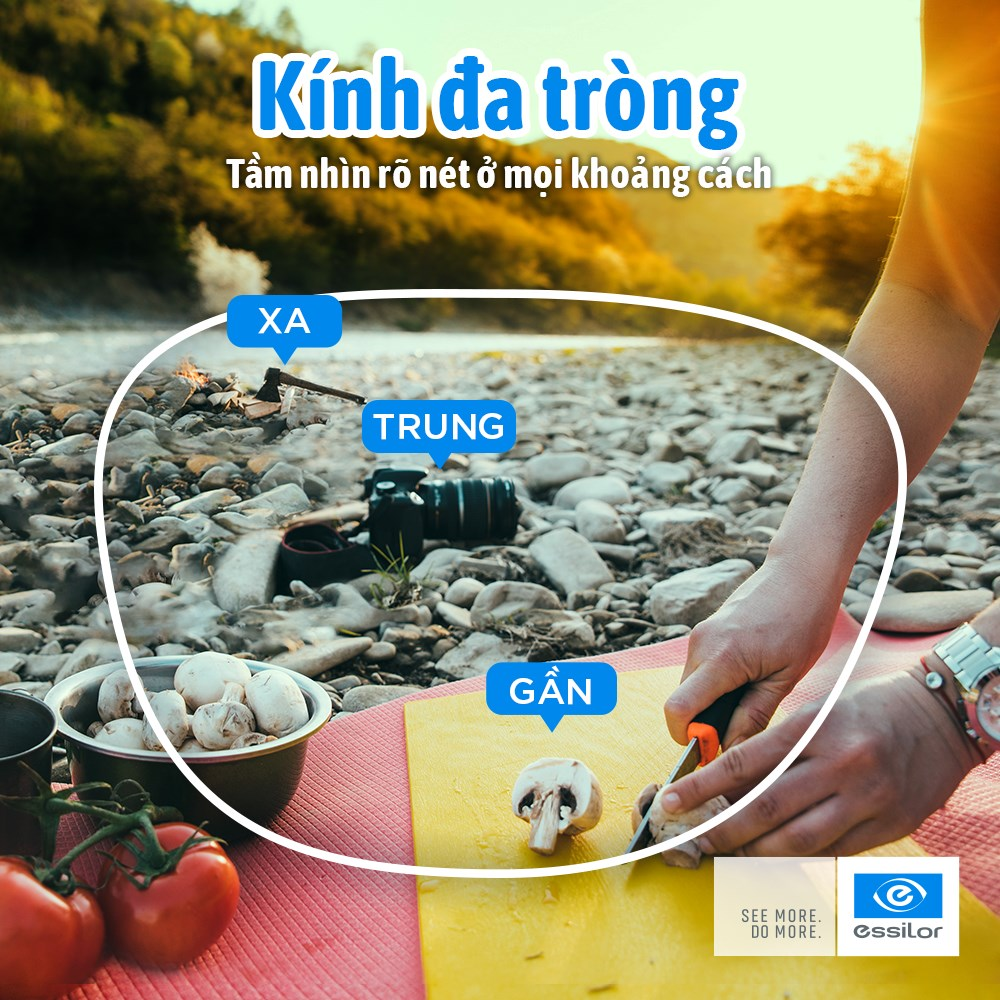 Kính đa tròng
Tầm nhìn rõ nét ở mọi khoảng cách
XA
TRUNG
GẦN
SEE MORE.
DO MORE.
essilor